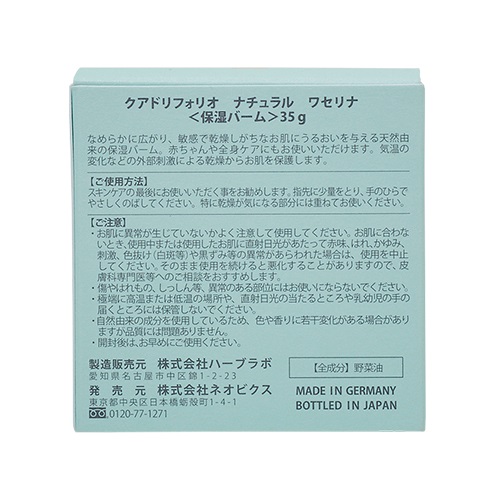 クアドリフォリオ ナチュラル ワセリナ
＜保湿バーム＞35g
なめらかに広がり、敏感で乾燥しがちなお肌にうるおいを与える天然由
来の保湿バーム。赤ちゃんや全身ケアにもお使いいただけます。気温の
変化などの外部刺激による乾燥からお肌を保護します。
【ご使用方法】
スキンケアの最後にお使いいただく事をお勧めします。指先に少量をとり、手のひらで
やさしくのばしてください。特に乾燥が気になる部分には重ねてお使いください。
【ご注意】
・お肌に異常が生じていないかよく注意して使用してください。お肌に合わ
ないとき、使用中または使用したお肌に直射日光があたって赤味、はれ、かゆみ、
刺激、色抜け（白斑等）や黒ずみ等の異常があらわれた場合は、使用を中止
してください。そのまま使用を続けると悪化することがありますので、皮
膚科専門医等へのご相談をおすすめします。
・傷やはれもの、しっしん等、異常のある部位にはお使いにならないでください。
・極端に高温または低温の場所や、直射日光の当たるところや乳幼児の手の
届くところには保管しないでください。
・自然由来の成分を使用しているため、色や香りに若干変化がある場合があり
ますが品質には問題ありません。
・開封後は、お早めにご使用ください。
製造販売元 株式会社ハーブラボ
愛知県名古屋市中区錦1-2-23
発売元 株式会社ネオビクス
東京都中央区日本橋蛎殻町1-4-1
0120-77-1271
【全成分】野菜油
MADE IN GERMANY
BOTTLED IN JAPAN